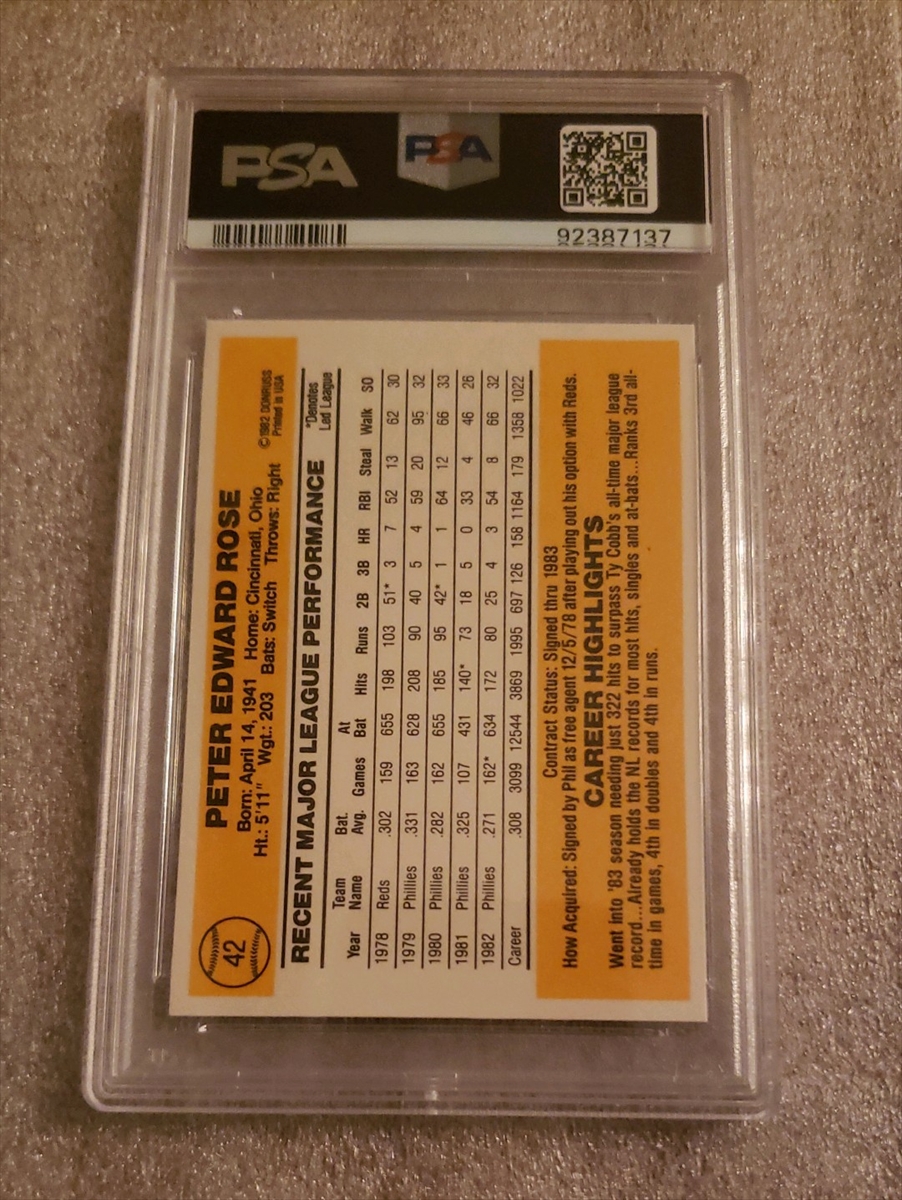 PSA
PSA
92387137
42
PETER EDWARD ROSE
Born: April 14, 1941 Home: Cincinnati, Ohio
Ht.: 5'11" Wgt.: 203 Bats: Switch Throws: Right
©1982 DONRUSS
Printed in USA
RECENT MAJOR LEAGUE PERFORMANCE
*Denotes
Led League
Year Team Name Bat. Avg. Games At Bat Hits Runs 2B 3B HR RBI Steal Walk SO
1978 Reds .302 159 655 198 103 51* 3 7 52 13 62 30
1979 Phillies .331 163 628 208 90 40 5 4 59 20 95 32
1980 Phillies .282 162 655 185 95 42* 1 1 64 12 66 33
1981 Phillies .325 107 431 140* 73 18 5 0 33 4 46 26
1982 Phillies .271 162* 634 172 80 25 4 3 54 8 66 32
Career .308 3099 12544 3869 1995 697 126 158 1164 179 1358 1022
Contract Status: Signed thru 1983
How Acquired: Signed by Phil as free agent 12/5/78 after playing out his option with Reds.
CAREER HIGHLIGHTS
Went into '83 season needing just 322 hits to surpass Ty Cobb's all-time major league
record...Already holds the NL records for most hits, singles and at-bats...Ranks 3rd all-
time in games, 4th in doubles and 4th in runs.